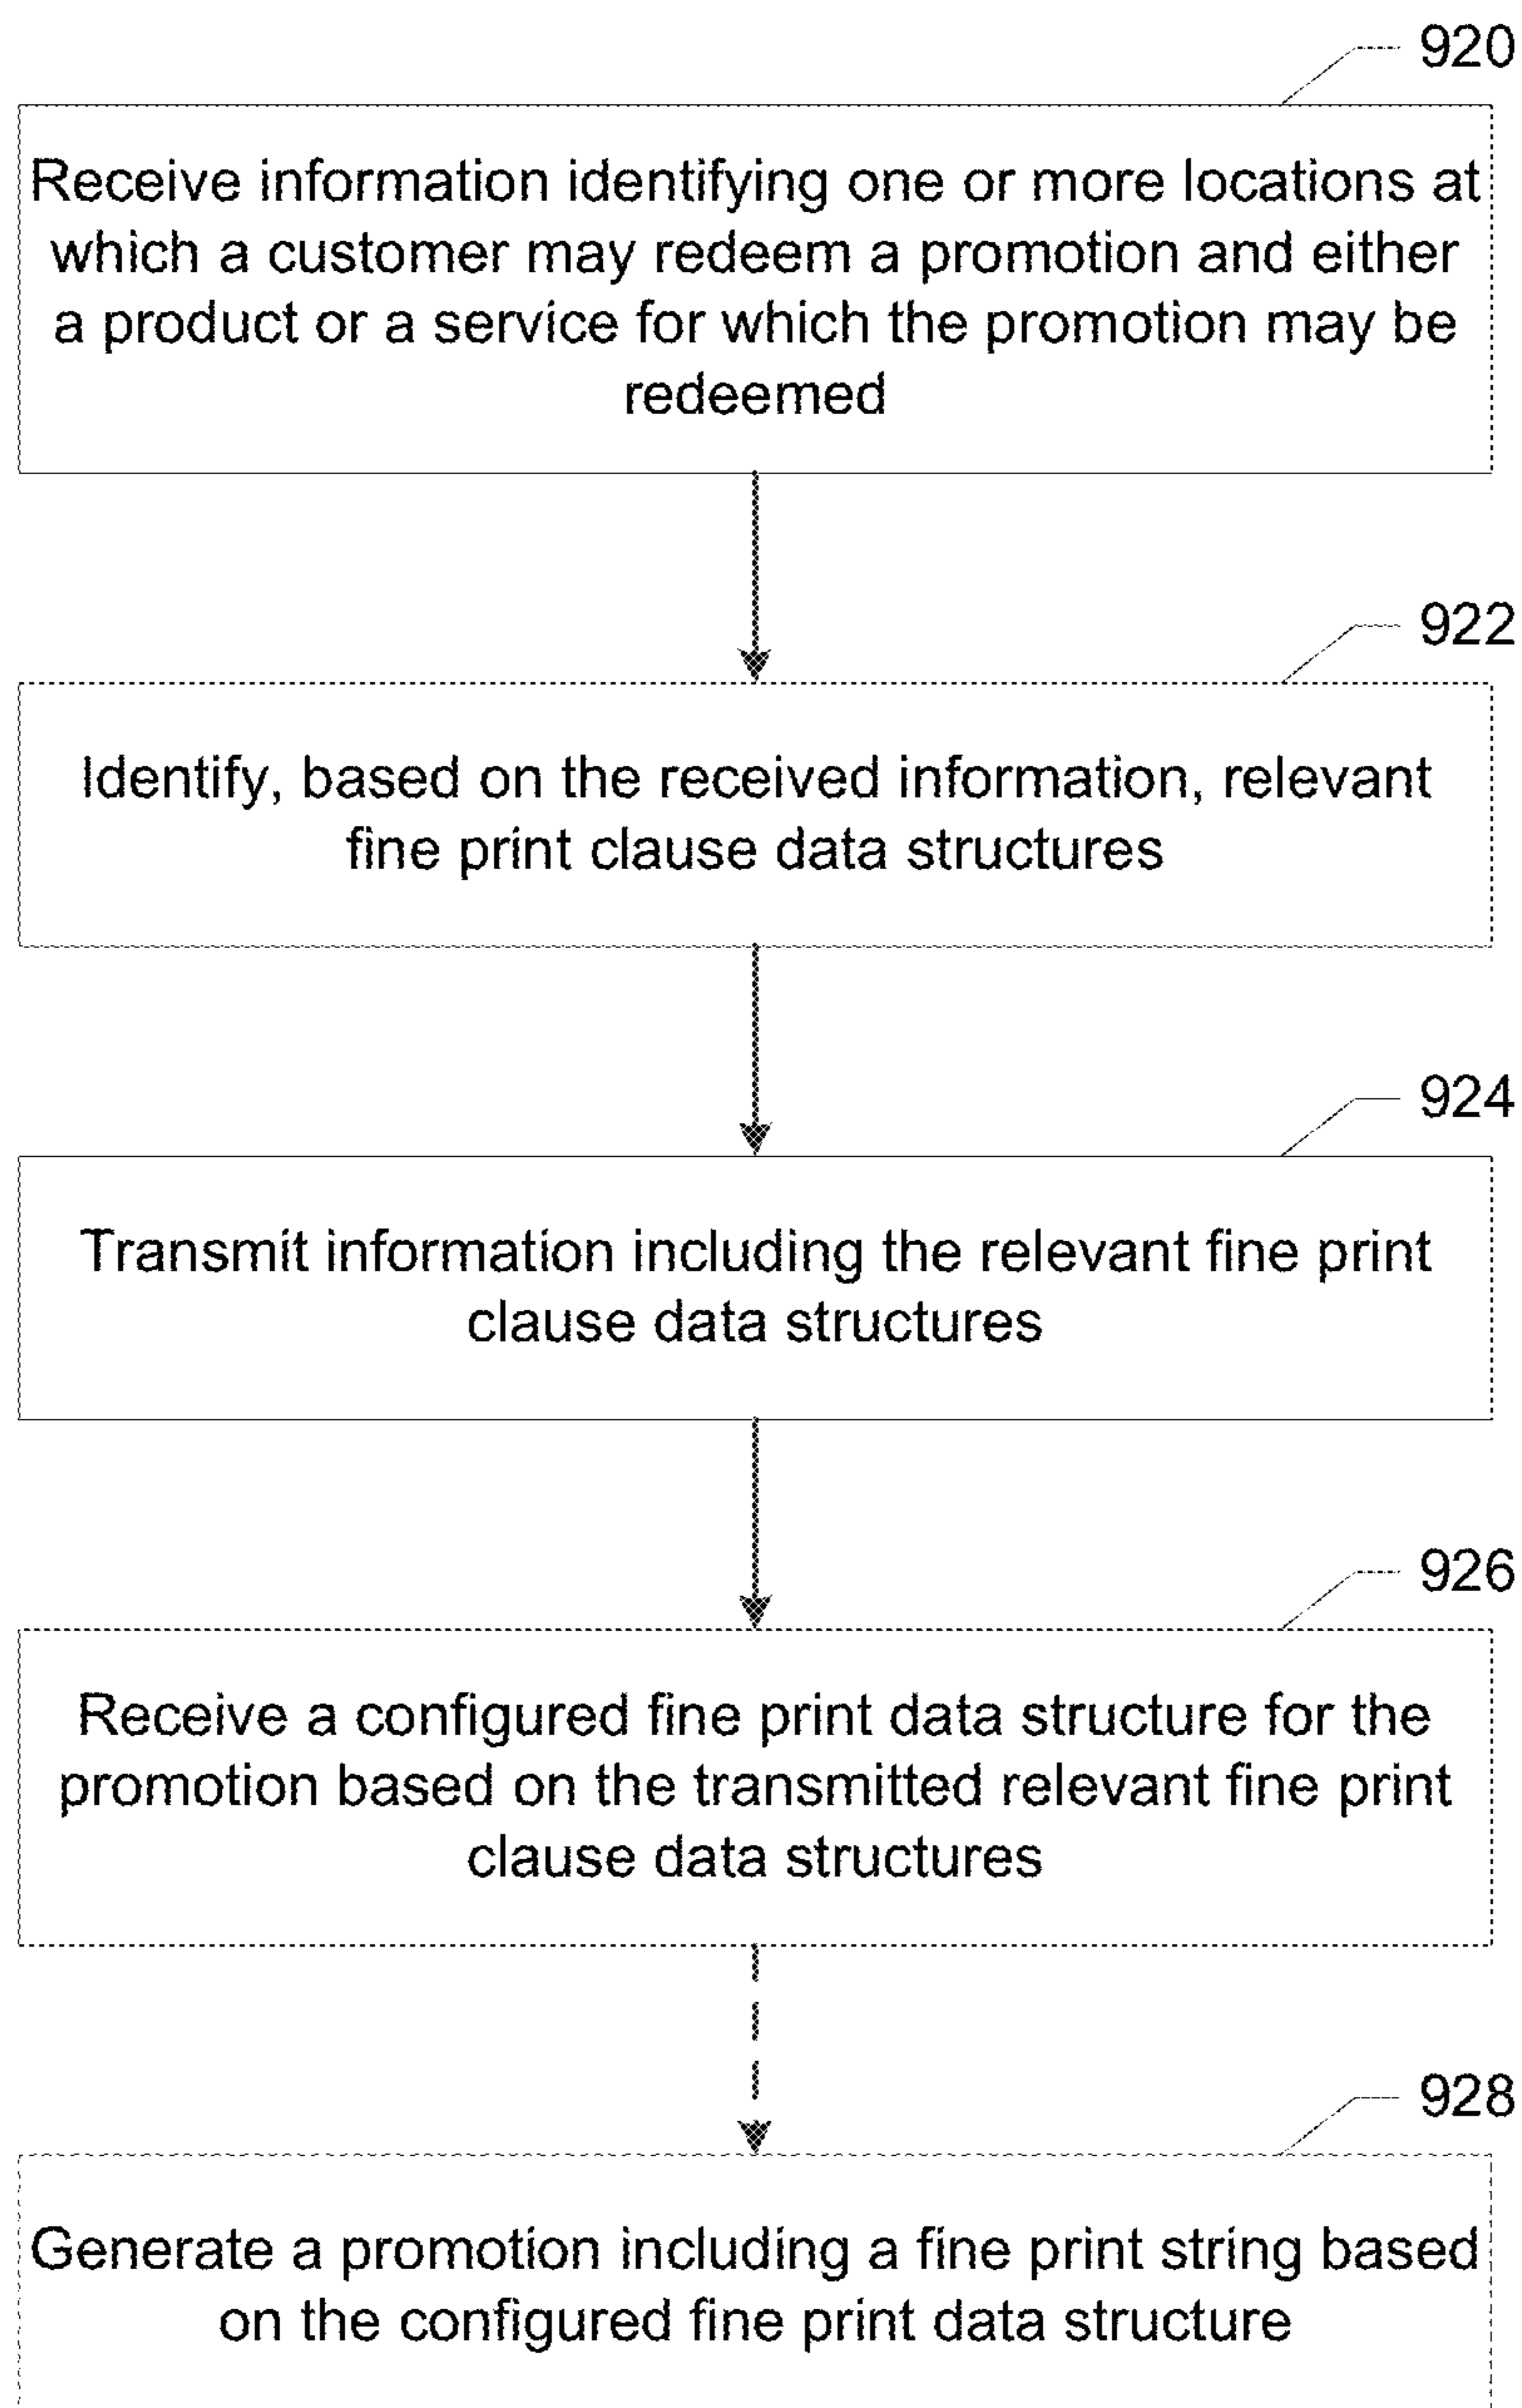 920
Receive information identifying one or more locations at
which a customer may redeem a promotion and either
a product or a service for which the promotion may be
redeemed
922
Identify, based on the received information, relevant
fine print clause data structures
924
Transmit information including the relevant fine print
clause data structures
926
Receive a configured fine print data structure for the
promotion based on the transmitted relevant fine print
clause data structures
928
Generate a promotion including a fine print string based
on the configured fine print data structure